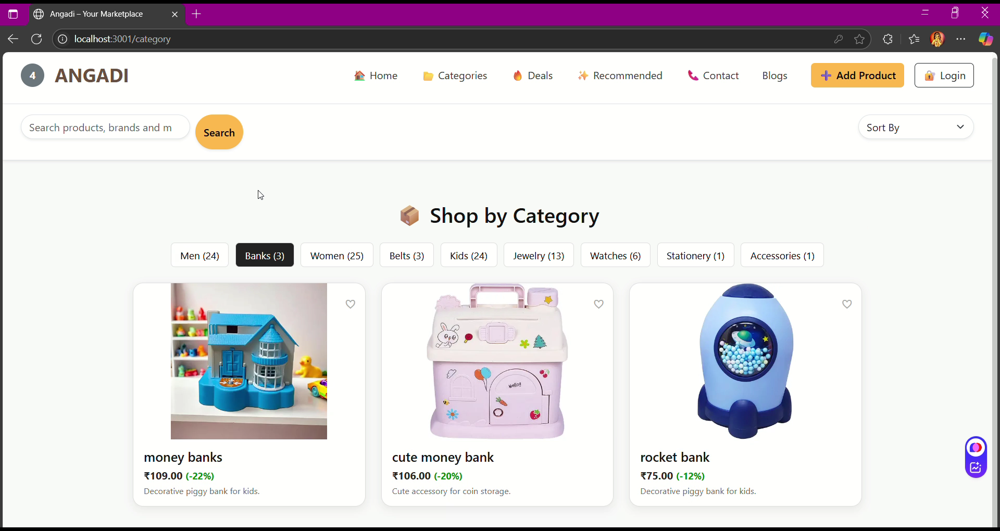 Angadi – Your Marketplace
localhost:3001/category
4 ANGADI
Home Categories Deals Recommended Contact Blogs Add Product Login
Search products, brands and m Search Sort By
Shop by Category
Men (24) Banks (3) Women (25) Belts (3) Kids (24) Jewelry (13) Watches (6) Stationery (1) Accessories (1)
Hello!!
money banks
₹109.00 (-22%)
Decorative piggy bank for kids.
cute money bank
₹106.00 (-20%)
Cute accessory for coin storage.
rocket bank
₹75.00 (-12%)
Decorative piggy bank for kids.